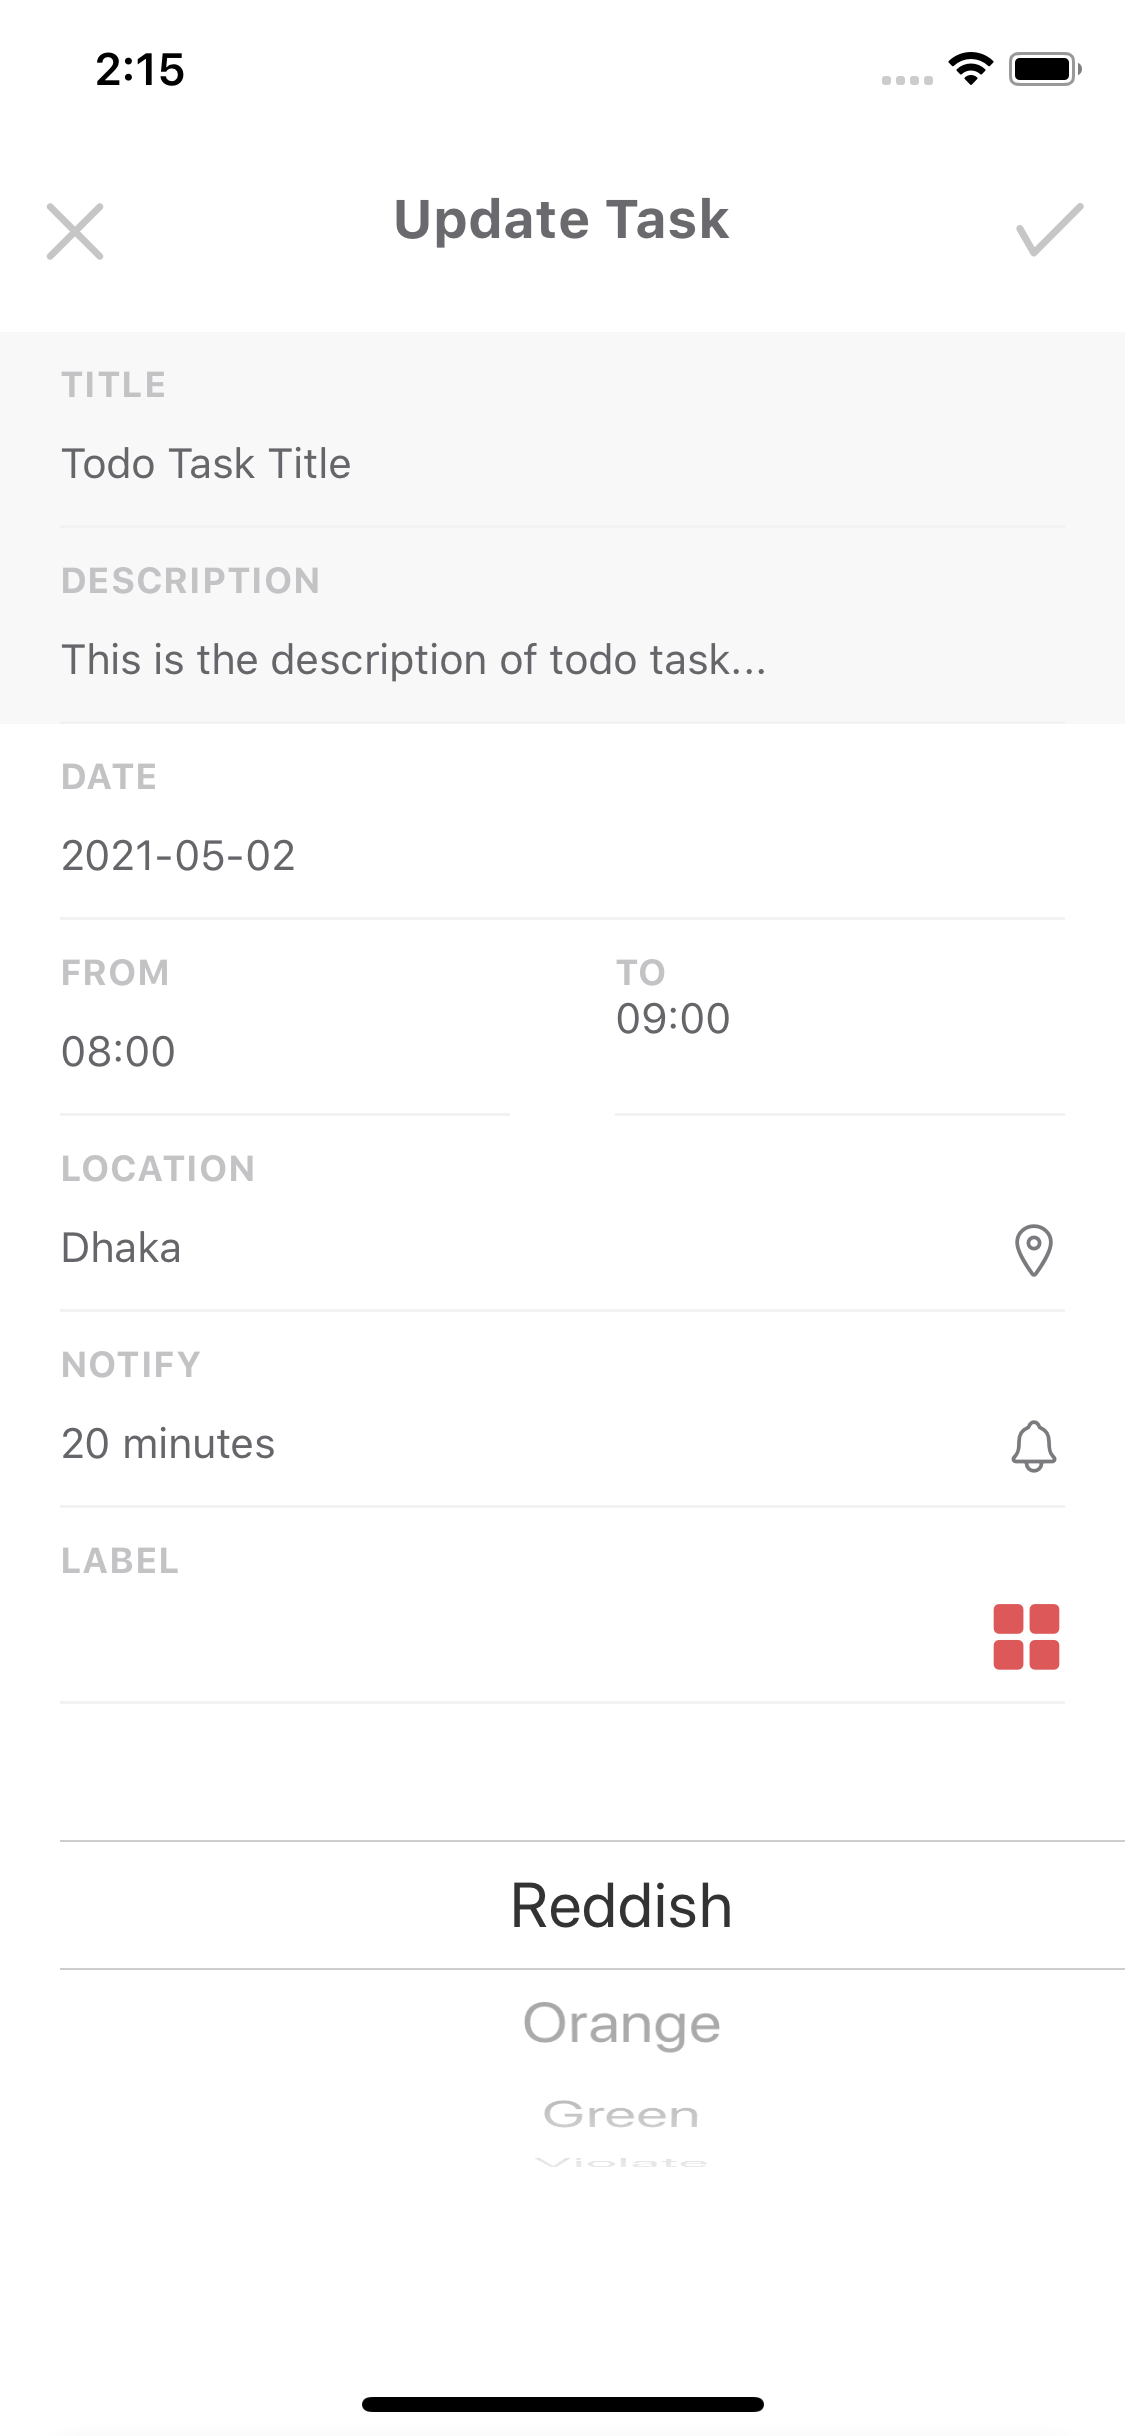 2:15
Update Task
TITLE
Todo Task Title
DESCRIPTION
This is the description of todo task...
DATE
2021-05-02
FROM
TO
08:00
09:00
LOCATION
Dhaka
NOTIFY
20 minutes
LABEL
Reddish
Orange
Green
Violate